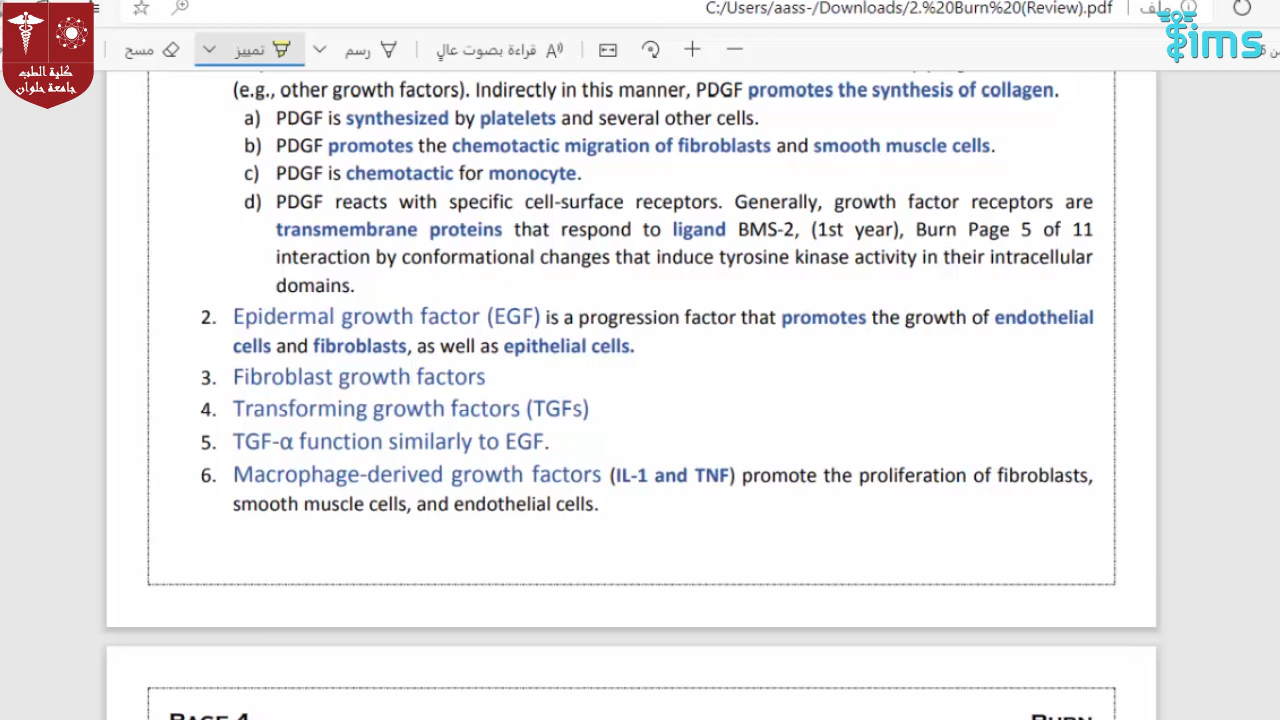 C:/Users/aass-/Downloads/2.%20Burn%20(Review).pdf
ملف
مسح
تمييز
رسم
قراءة بصوت عالٍ
كلية الطب
جامعة حلوان
ims
(e.g., other growth factors). Indirectly in this manner, PDGF promotes the synthesis of collagen.
a) PDGF is synthesized by platelets and several other cells.
b) PDGF promotes the chemotactic migration of fibroblasts and smooth muscle cells.
c) PDGF is chemotactic for monocyte.
d) PDGF reacts with specific cell-surface receptors. Generally, growth factor receptors are
transmembrane proteins that respond to ligand BMS-2, (1st year), Burn Page 5 of 11
interaction by conformational changes that induce tyrosine kinase activity in their intracellular
domains.
2. Epidermal growth factor (EGF) is a progression factor that promotes the growth of endothelial
cells and fibroblasts, as well as epithelial cells.
3. Fibroblast growth factors
4. Transforming growth factors (TGFs)
5. TGF-α function similarly to EGF.
6. Macrophage-derived growth factors (IL-1 and TNF) promote the proliferation of fibroblasts,
smooth muscle cells, and endothelial cells.
PAGE 4
BURN